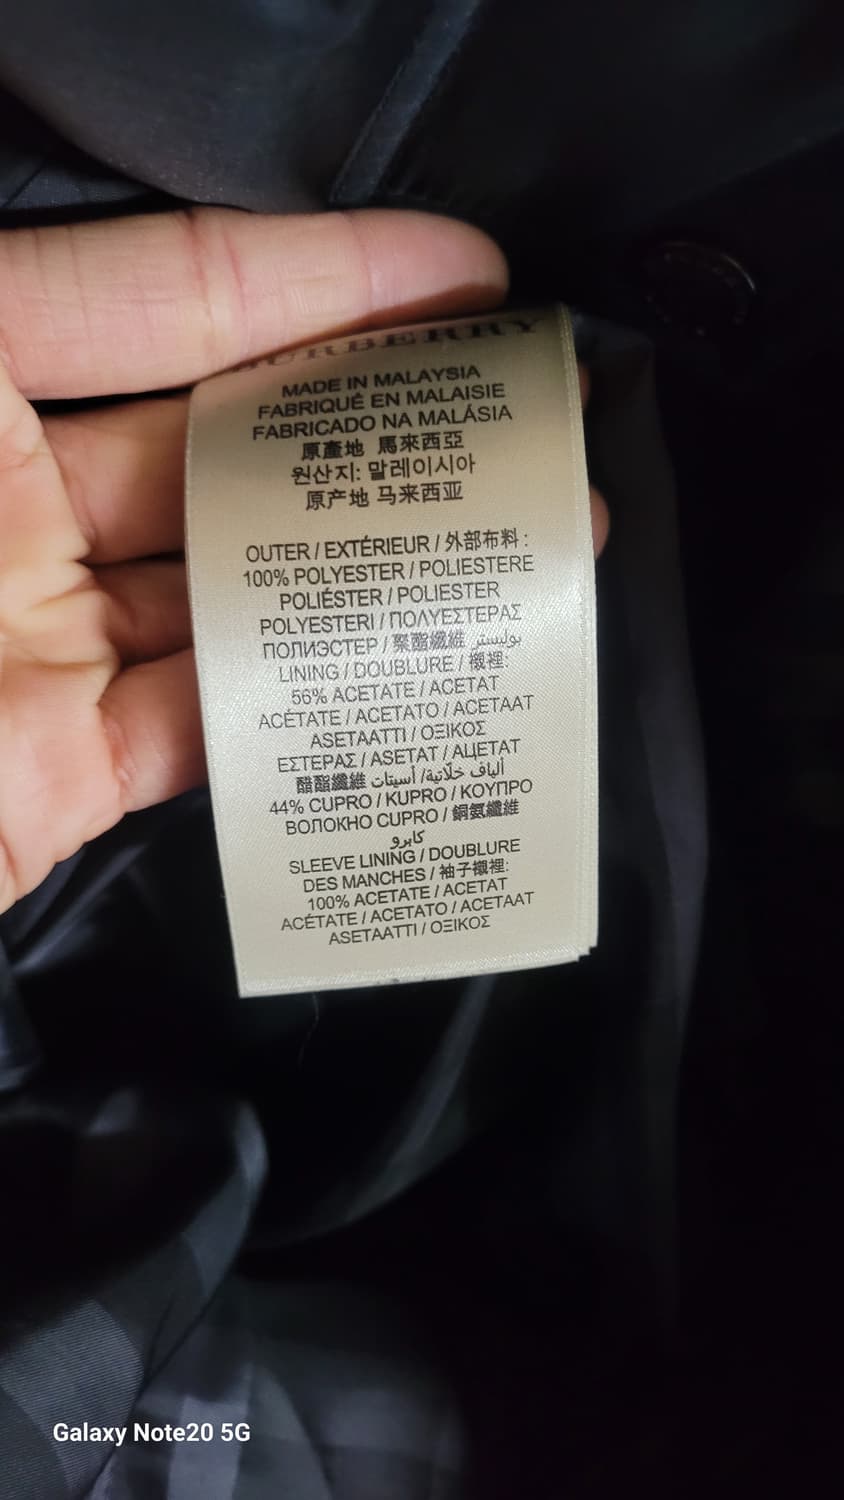 BURBERRY
MADE IN MALAYSIA
FABRIQUÉ EN MALAISIE
FABRICADO NA MALÁSIA
原產地 馬來西亞
원산지: 말레이시아
原产地 马来西亚
OUTER / EXTÉRIEUR / 外部布料 :
100% POLYESTER / POLIESTERE
POLIÉSTER / POLIESTER
POLYESTERI / ΠΟΛΥΕΣΤΕΡΑΣ
ПОЛИЭСТЕР / 聚酯纖維 بوليستر
LINING / DOUBLURE / 襯裡:
56% ACETATE / ACETAT
ACÉTATE / ACETATO / ACETAAT
ASETAATTI / ΟΞΙΚΟΣ
ΕΣΤΕΡΑΣ / ASETAT / АЦЕТАТ
醋酯纖維 ألياف خلّاتية/ أسيتات
44% CUPRO / KUPRO / ΚΟΥΠΡΟ
ВОЛОКНО CUPRO / 銅氨纖維
كابرو
SLEEVE LINING / DOUBLURE
DES MANCHES / 袖子襯裡:
100% ACETATE / ACETAT
ACÉTATE / ACETATO / ACETAAT
ASETAATTI / ΟΞΙΚΟΣ
Galaxy Note20 5G